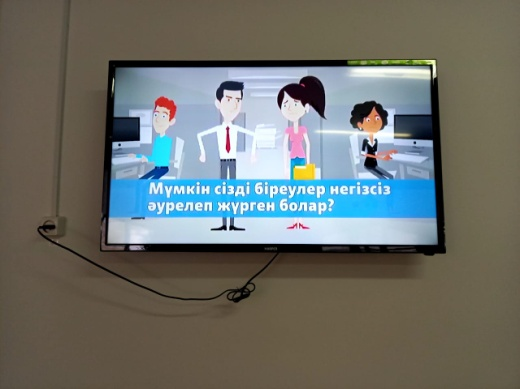 Мүмкін сізді біреулер негізсіз
әурелеп жүрген болар?